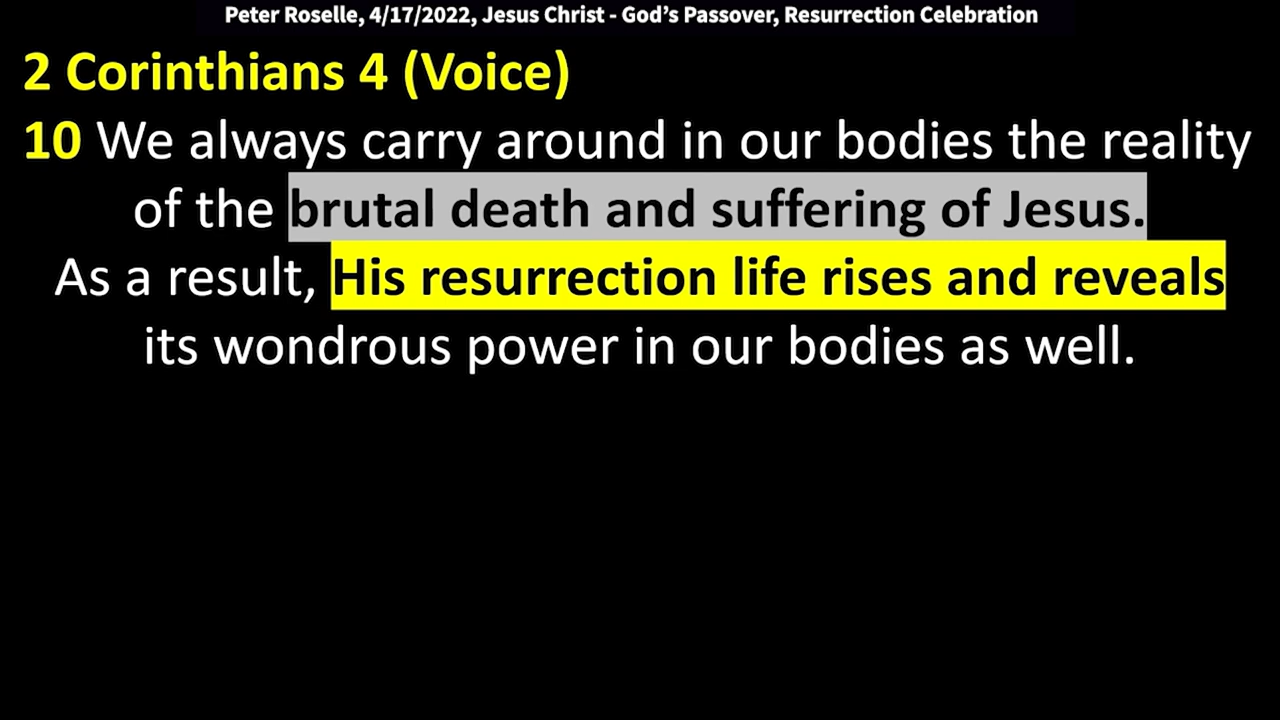 Peter Roselle, 4/17/2022, Jesus Christ - God’s Passover, Resurrection Celebration
2 Corinthians 4 (Voice)
10 We always carry around in our bodies the reality
of the brutal death and suffering of Jesus.
As a result, His resurrection life rises and reveals
its wondrous power in our bodies as well.